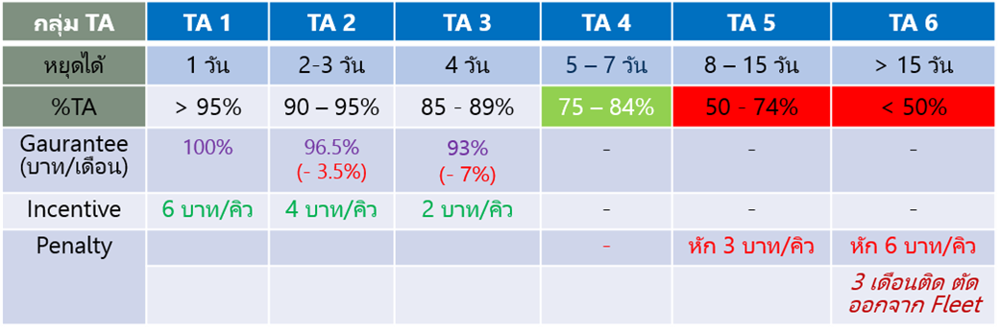 กลุ่ม TA TA 1 TA 2 TA 3 TA 4 TA 5 TA 6
หยุดได้ 1 วัน 2-3 วัน 4 วัน 5 – 7 วัน 8 – 15 วัน > 15 วัน
%TA > 95% 90 – 95% 85 - 89% 75 – 84% 50 - 74% < 50%
Gaurantee 100% 96.5% 93% - - -
(บาท/เดือน) (- 3.5%) (- 7%)
Incentive 6 บาท/คิว 4 บาท/คิว 2 บาท/คิว - - -
Penalty - หัก 3 บาท/คิว หัก 6 บาท/คิว
3 เดือนติด ตัด
ออกจาก Fleet